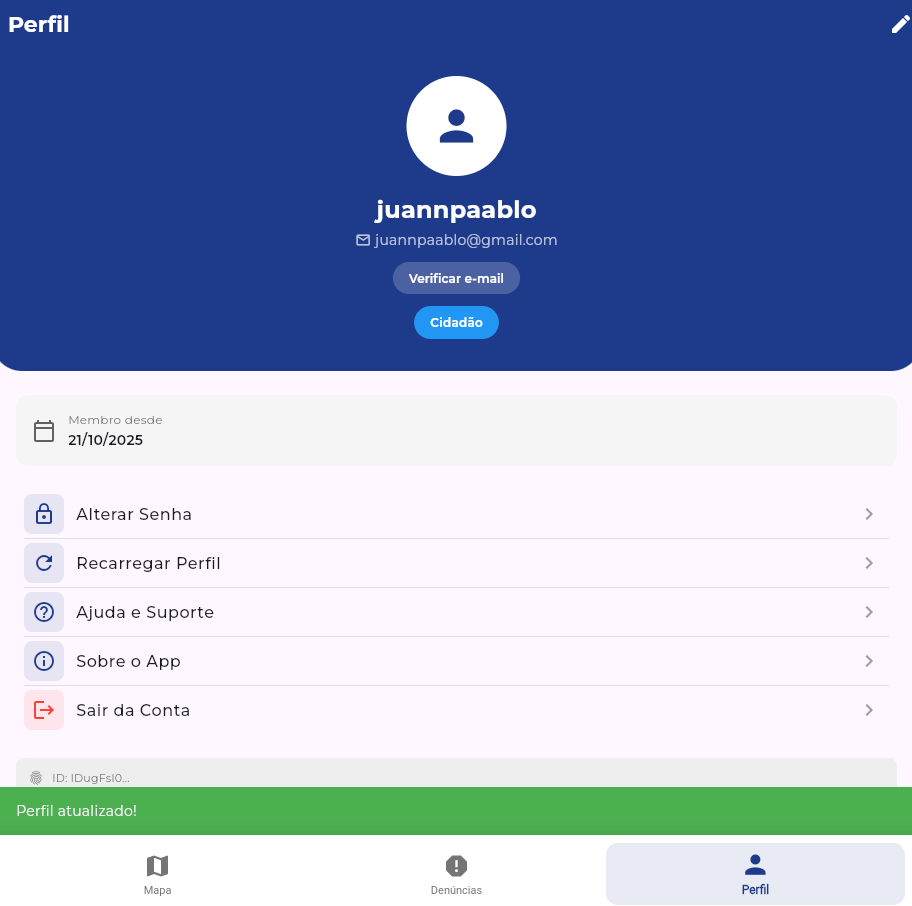 Perfil
juannpaablo
juannpaablo@gmail.com
Verificar e-mail
Cidadão
Membro desde
21/10/2025
Alterar Senha
Recarregar Perfil
Ajuda e Suporte
Sobre o App
Sair da Conta
ID: IDugFsI0...
Perfil atualizado!
Mapa
Denúncias
Perfil